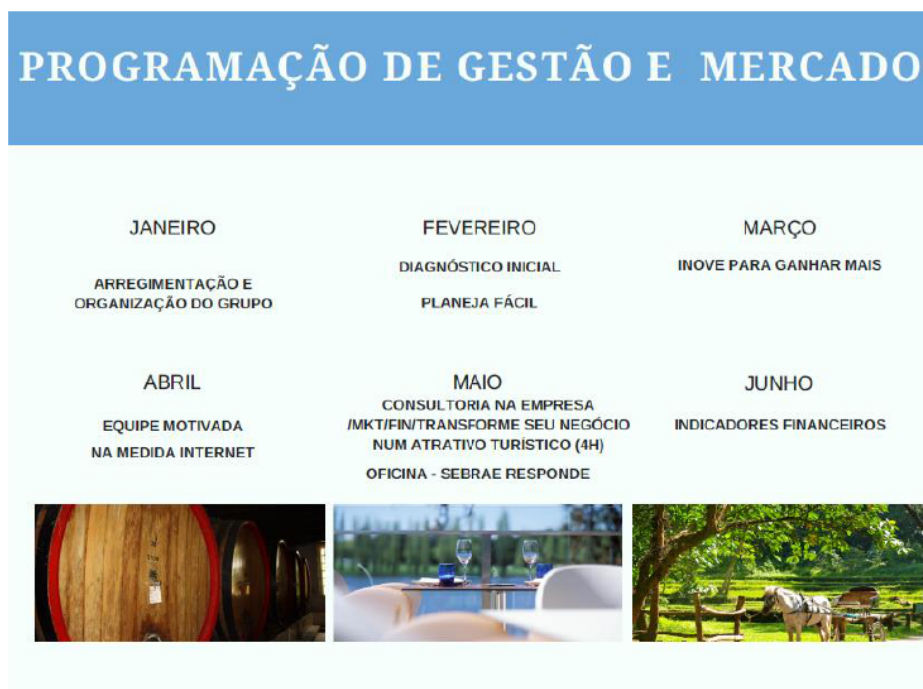 PROGRAMAÇÃO DE GESTÃO E MERCADO
JANEIRO
ARREGIMENTAÇÃO E
ORGANIZAÇÃO DO GRUPO
FEVEREIRO
DIAGNÓSTICO INICIAL
PLANEJA FÁCIL
MARÇO
INOVE PARA GANHAR MAIS
ABRIL
EQUIPE MOTIVADA
NA MEDIDA INTERNET
MAIO
CONSULTORIA NA EMPRESA
/MKT/FIN/TRANSFORME SEU NEGÓCIO
NUM ATRATIVO TURÍSTICO (4H)
OFICINA - SEBRAE RESPONDE
JUNHO
INDICADORES FINANCEIROS